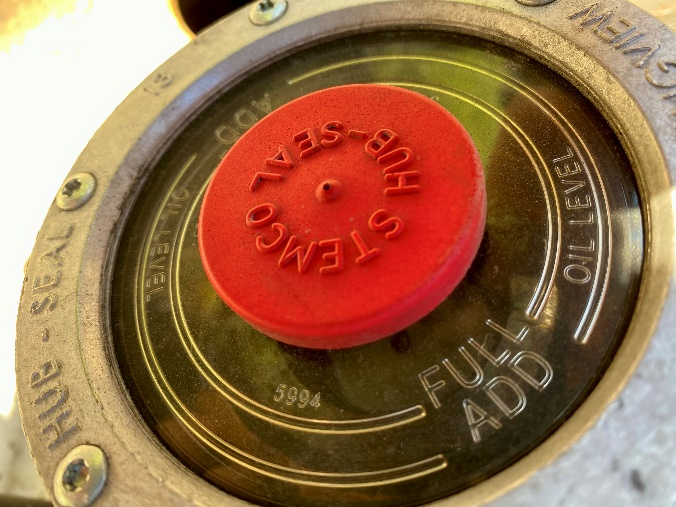 STEMCO
HUB-SEAL
FULL
ADD
OIL LEVEL
5994
OIL LEVEL
ADD
HUB-SEAL
13